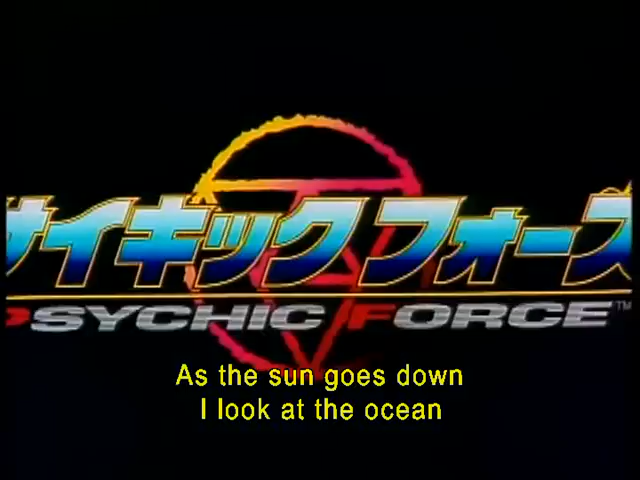 サイキックフォース
PSYCHIC FORCE™
As the sun goes down
I look at the ocean